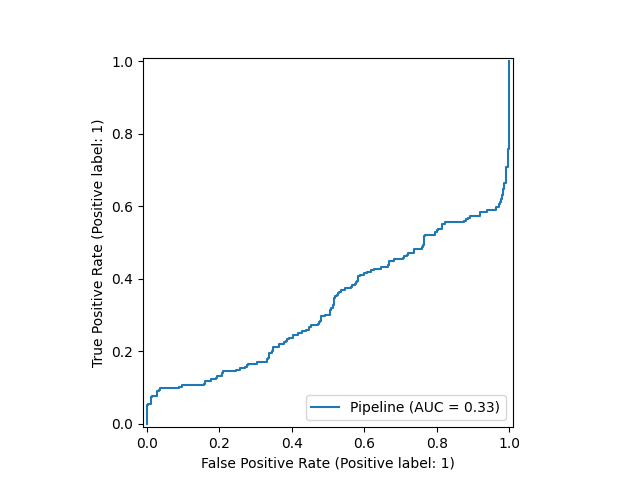 1.0
0.8
0.6
0.4
0.2
0.0
True Positive Rate (Positive label: 1)
Pipeline (AUC = 0.33)
0.0 0.2 0.4 0.6 0.8 1.0
False Positive Rate (Positive label: 1)